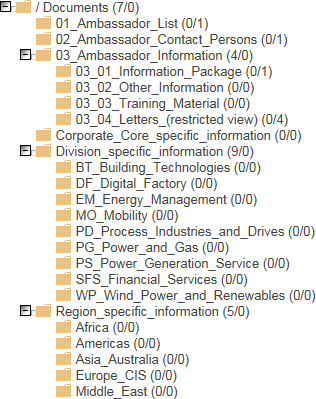 / Documents (7/0)
01_Ambassador_List (0/1)
02_Ambassador_Contact_Persons (0/1)
03_Ambassador_Information (4/0)
03_01_Information_Package (0/1)
03_02_Other_Information (0/0)
03_03_Training_Material (0/0)
03_04_Letters_(restricted view) (0/4)
Corporate_Core_specific_information (0/0)
Division_specific_information (9/0)
BT_Building_Technologies (0/0)
DF_Digital_Factory (0/0)
EM_Energy_Management (0/0)
MO_Mobility (0/0)
PD_Process_Industries_and_Drives (0/0)
PG_Power_and_Gas (0/0)
PS_Power_Generation_Service (0/0)
SFS_Financial_Services (0/0)
WP_Wind_Power_and_Renewables (0/0)
Region_specific_information (5/0)
Africa (0/0)
Americas (0/0)
Asia_Australia (0/0)
Europe_CIS (0/0)
Middle_East (0/0)